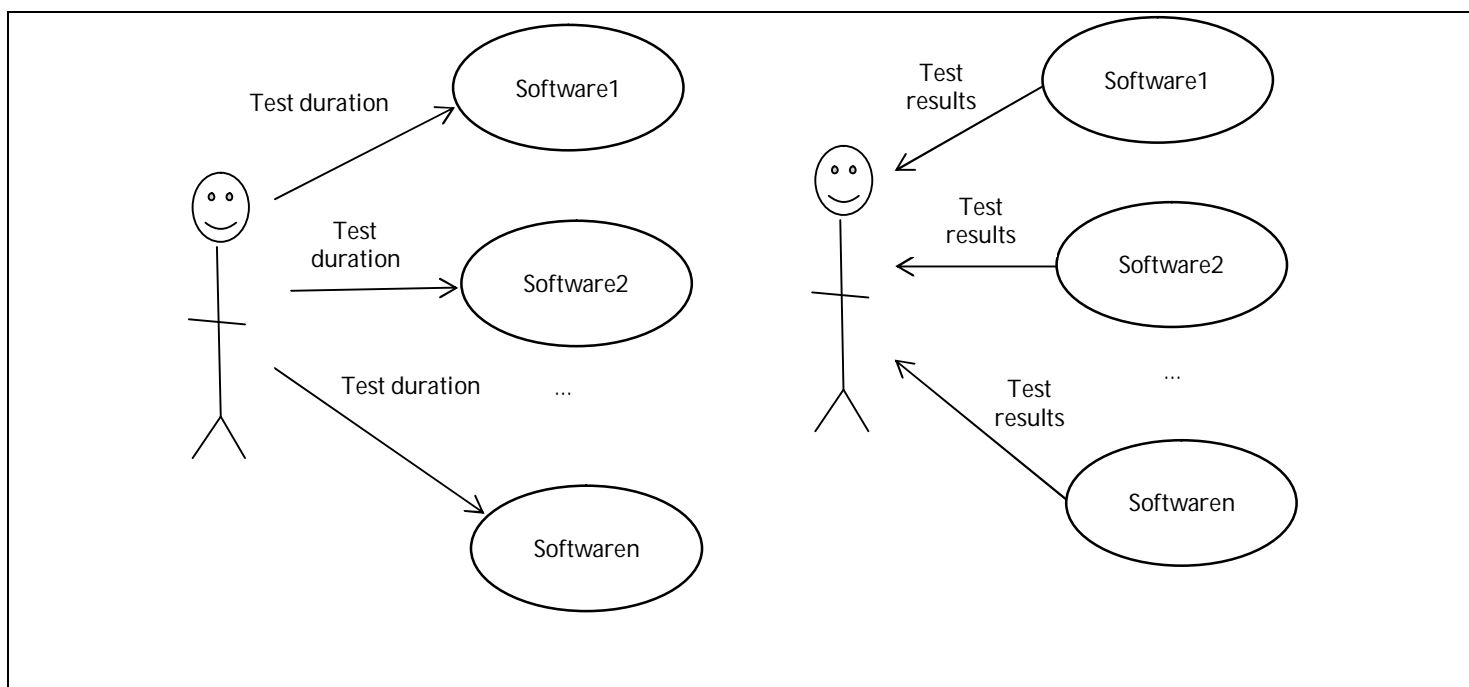 Test duration
Software1
Test
duration
Software2
Test duration
...
Softwaren
Test
results
Software1
Test
results
Software2
...
Test
results
Softwaren